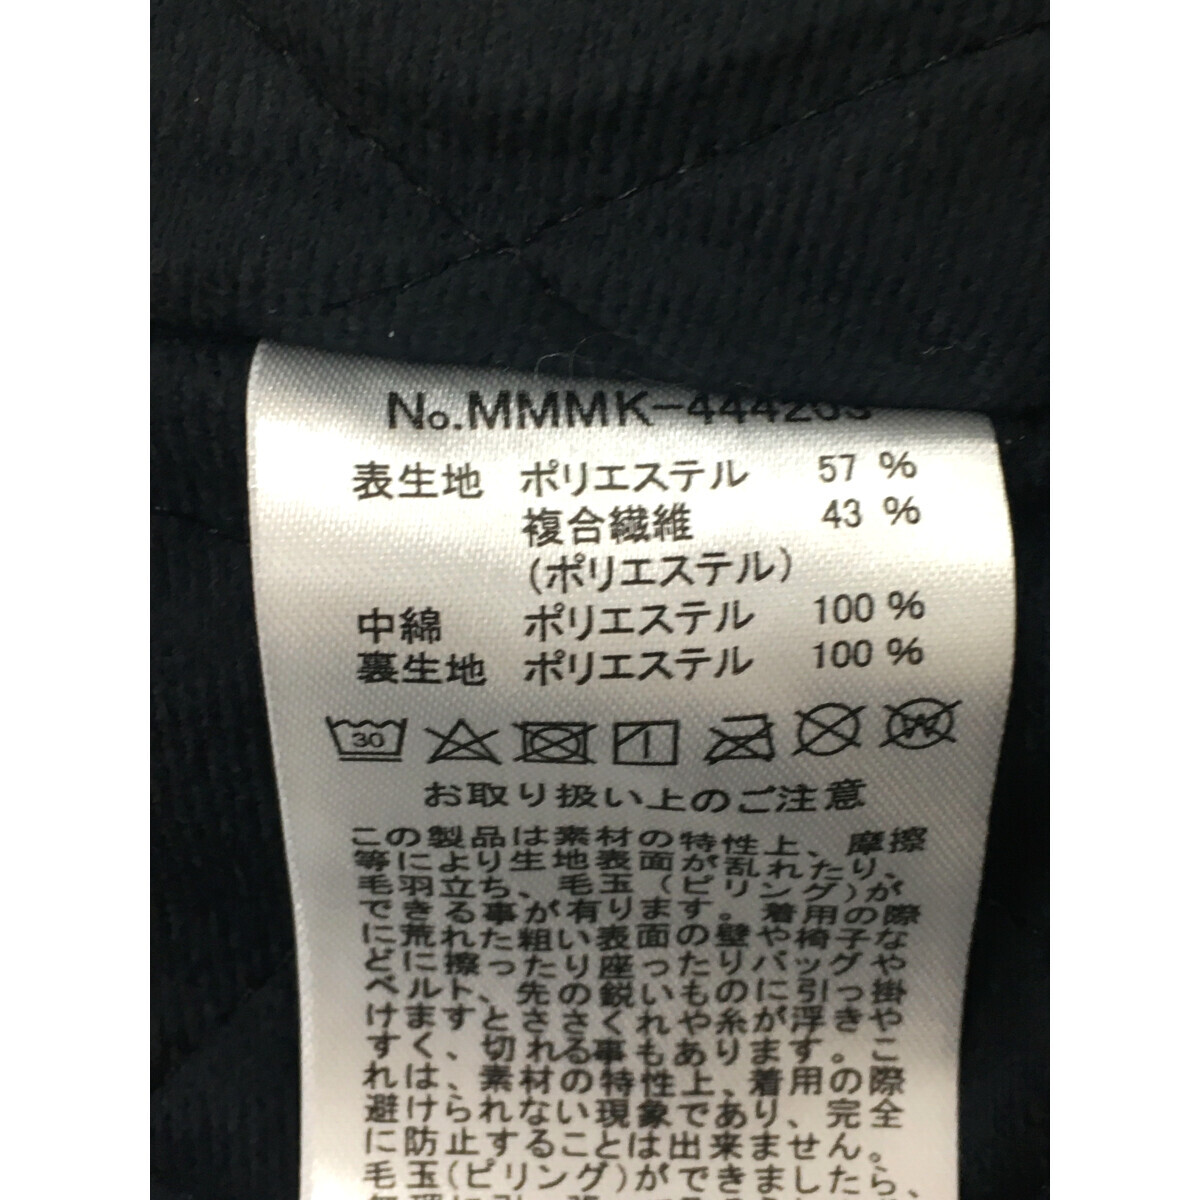 No.MMMK-444203
表生地 ポリエステル 57 %
複合繊維 43 %
(ポリエステル)
中綿 ポリエステル 100 %
裏生地 ポリエステル 100 %
30 W
お取り扱い上のご注意
この製品は素材の特性上、摩擦
等により生地表面が乱れたり、
毛羽立ち、毛玉(ピリング)が
できる事が有ります。着用の際
に荒れた粗い表面の壁や椅子な
どに擦ったり座ったりバッグや
ベルト、先の鋭いものに引っ掛
けますとささくれや糸が浮きや
すく、切れる事もあります。こ
れは、素材の特性上、着用の際
避けられない現象であり、完全
に防止することは出来ません。
毛玉(ピリング)ができましたら、